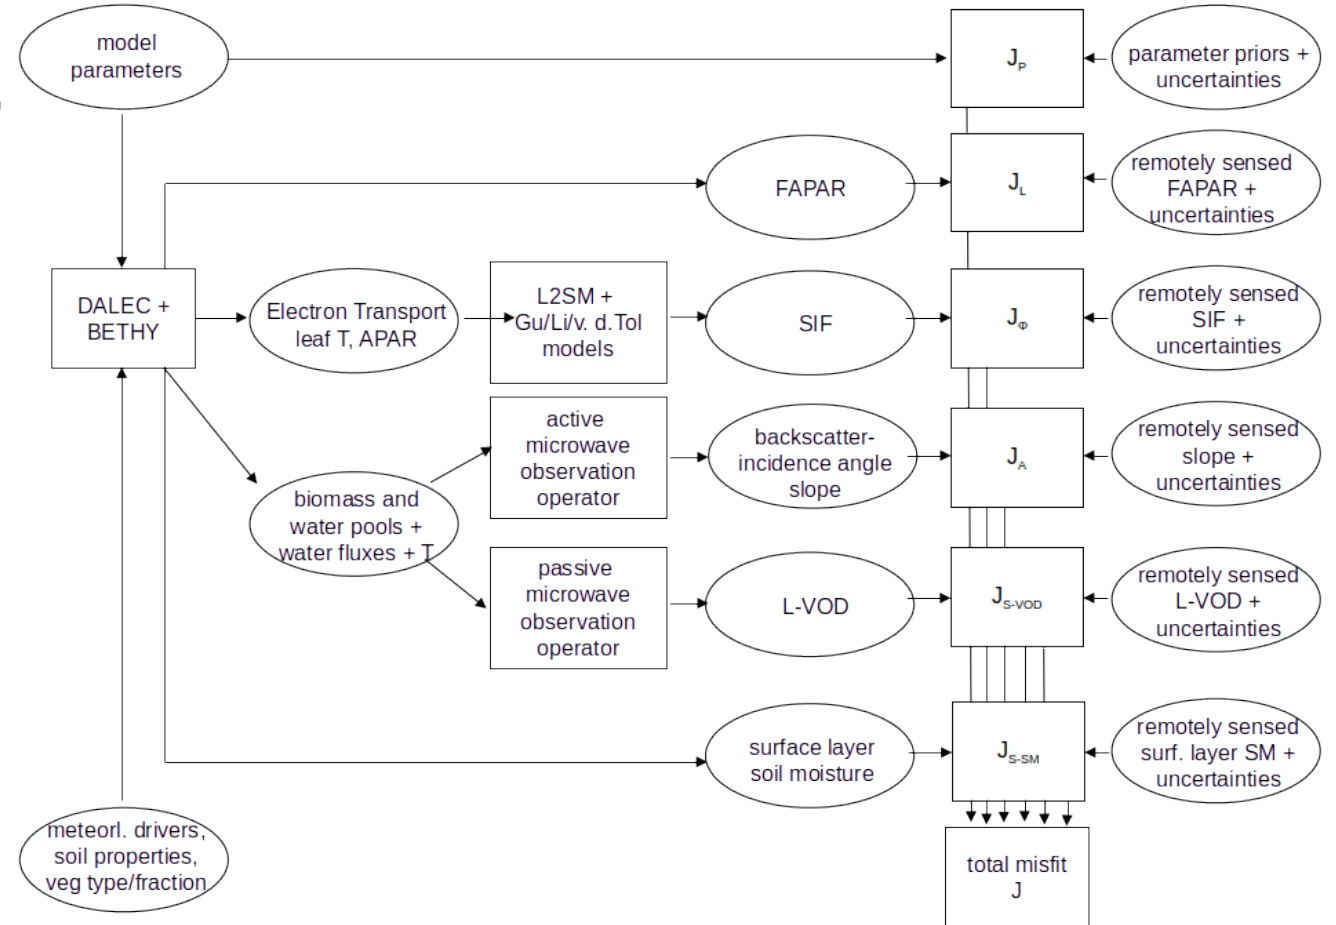 model
parameters
J_P
parameter priors +
uncertainties
FAPAR
J_L
remotely sensed
FAPAR +
uncertainties
DALEC +
BETHY
Electron Transport
leaf T, APAR
L2SM +
Gu/Li/v. d.Tol
models
SIF
J_Φ
remotely sensed
SIF +
uncertainties
active
microwave
observation
operator
backscatter-
incidence angle
slope
J_A
remotely sensed
slope +
uncertainties
biomass and
water pools +
water fluxes + T
passive
microwave
observation
operator
L-VOD
J_S-VOD
remotely sensed
L-VOD +
uncertainties
surface layer
soil moisture
J_S-SM
remotely sensed
surf. layer SM +
uncertainties
meteorl. drivers,
soil properties,
veg type/fraction
total misfit
J